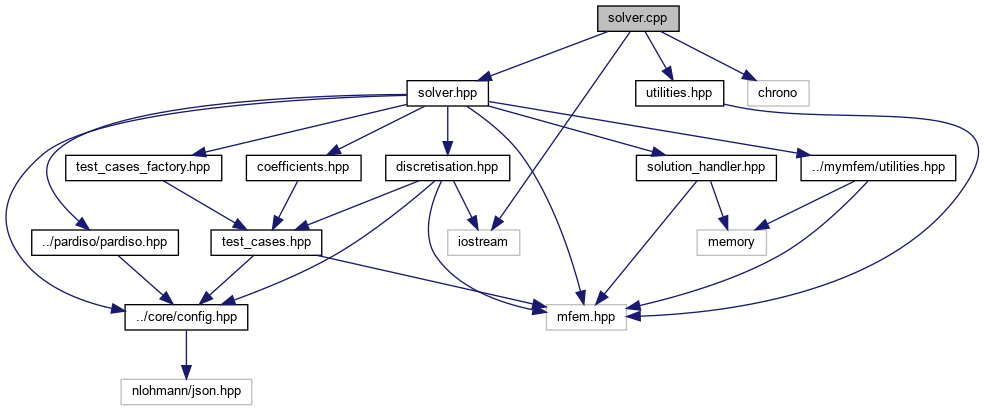 solver.cpp
solver.hpp
utilities.hpp
chrono
test_cases_factory.hpp
coefficients.hpp
discretisation.hpp
solution_handler.hpp
../mymfem/utilities.hpp
../pardiso/pardiso.hpp
test_cases.hpp
iostream
memory
../core/config.hpp
mfem.hpp
nlohmann/json.hpp